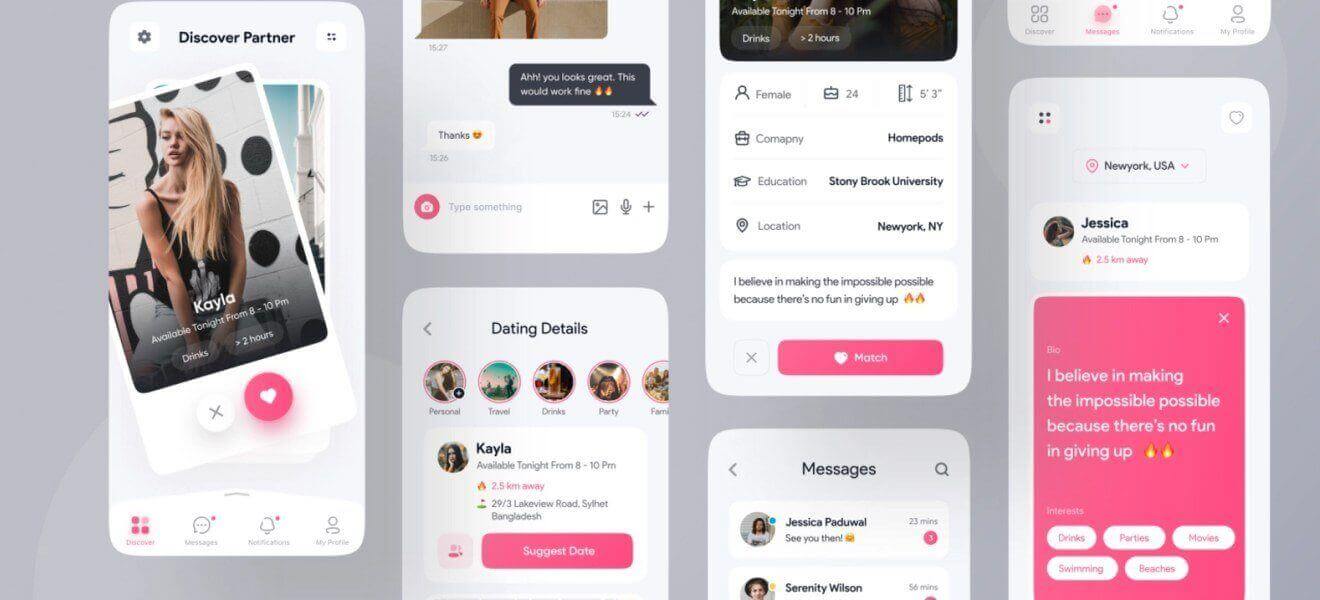 Discover Partner
Kayla
Available Tonight From 8 - 10 Pm
Drinks
> 2 hours
Discover
Messages
Notifications
My Profile
15:27
Ahh! you looks great. This
would work fine 🔥🔥
15:24
Thanks 😍
15:26
Type something
Dating Details
Personal
Travel
Drinks
Party
Fami
Kayla
Available Tonight From 8 - 10 Pm
🔥 2.5 km away
⛳ 29/3 Lakeview Road, Sylhet
Bangladesh
Suggest Date
Available Tonight From 8 - 10 Pm
Drinks
> 2 hours
Female
24
5' 3"
Comapny
Homepods
Education
Stony Brook University
Location
Newyork, NY
I believe in making the impossible possible
because there's no fun in giving up 🔥🔥
Match
Messages
Jessica Paduwal
23 mins
See you then! 😊
3
Serenity Wilson
56 mins
Discover
Messages
Notifications
My Profile
Newyork, USA
Jessica
Available Tonight From 8 - 10 Pm
🔥 2.5 km away
Bio
I believe in making
the impossible possible
because there's no fun
in giving up 🔥🔥
Interests
Drinks
Parties
Movies
Swimming
Beaches